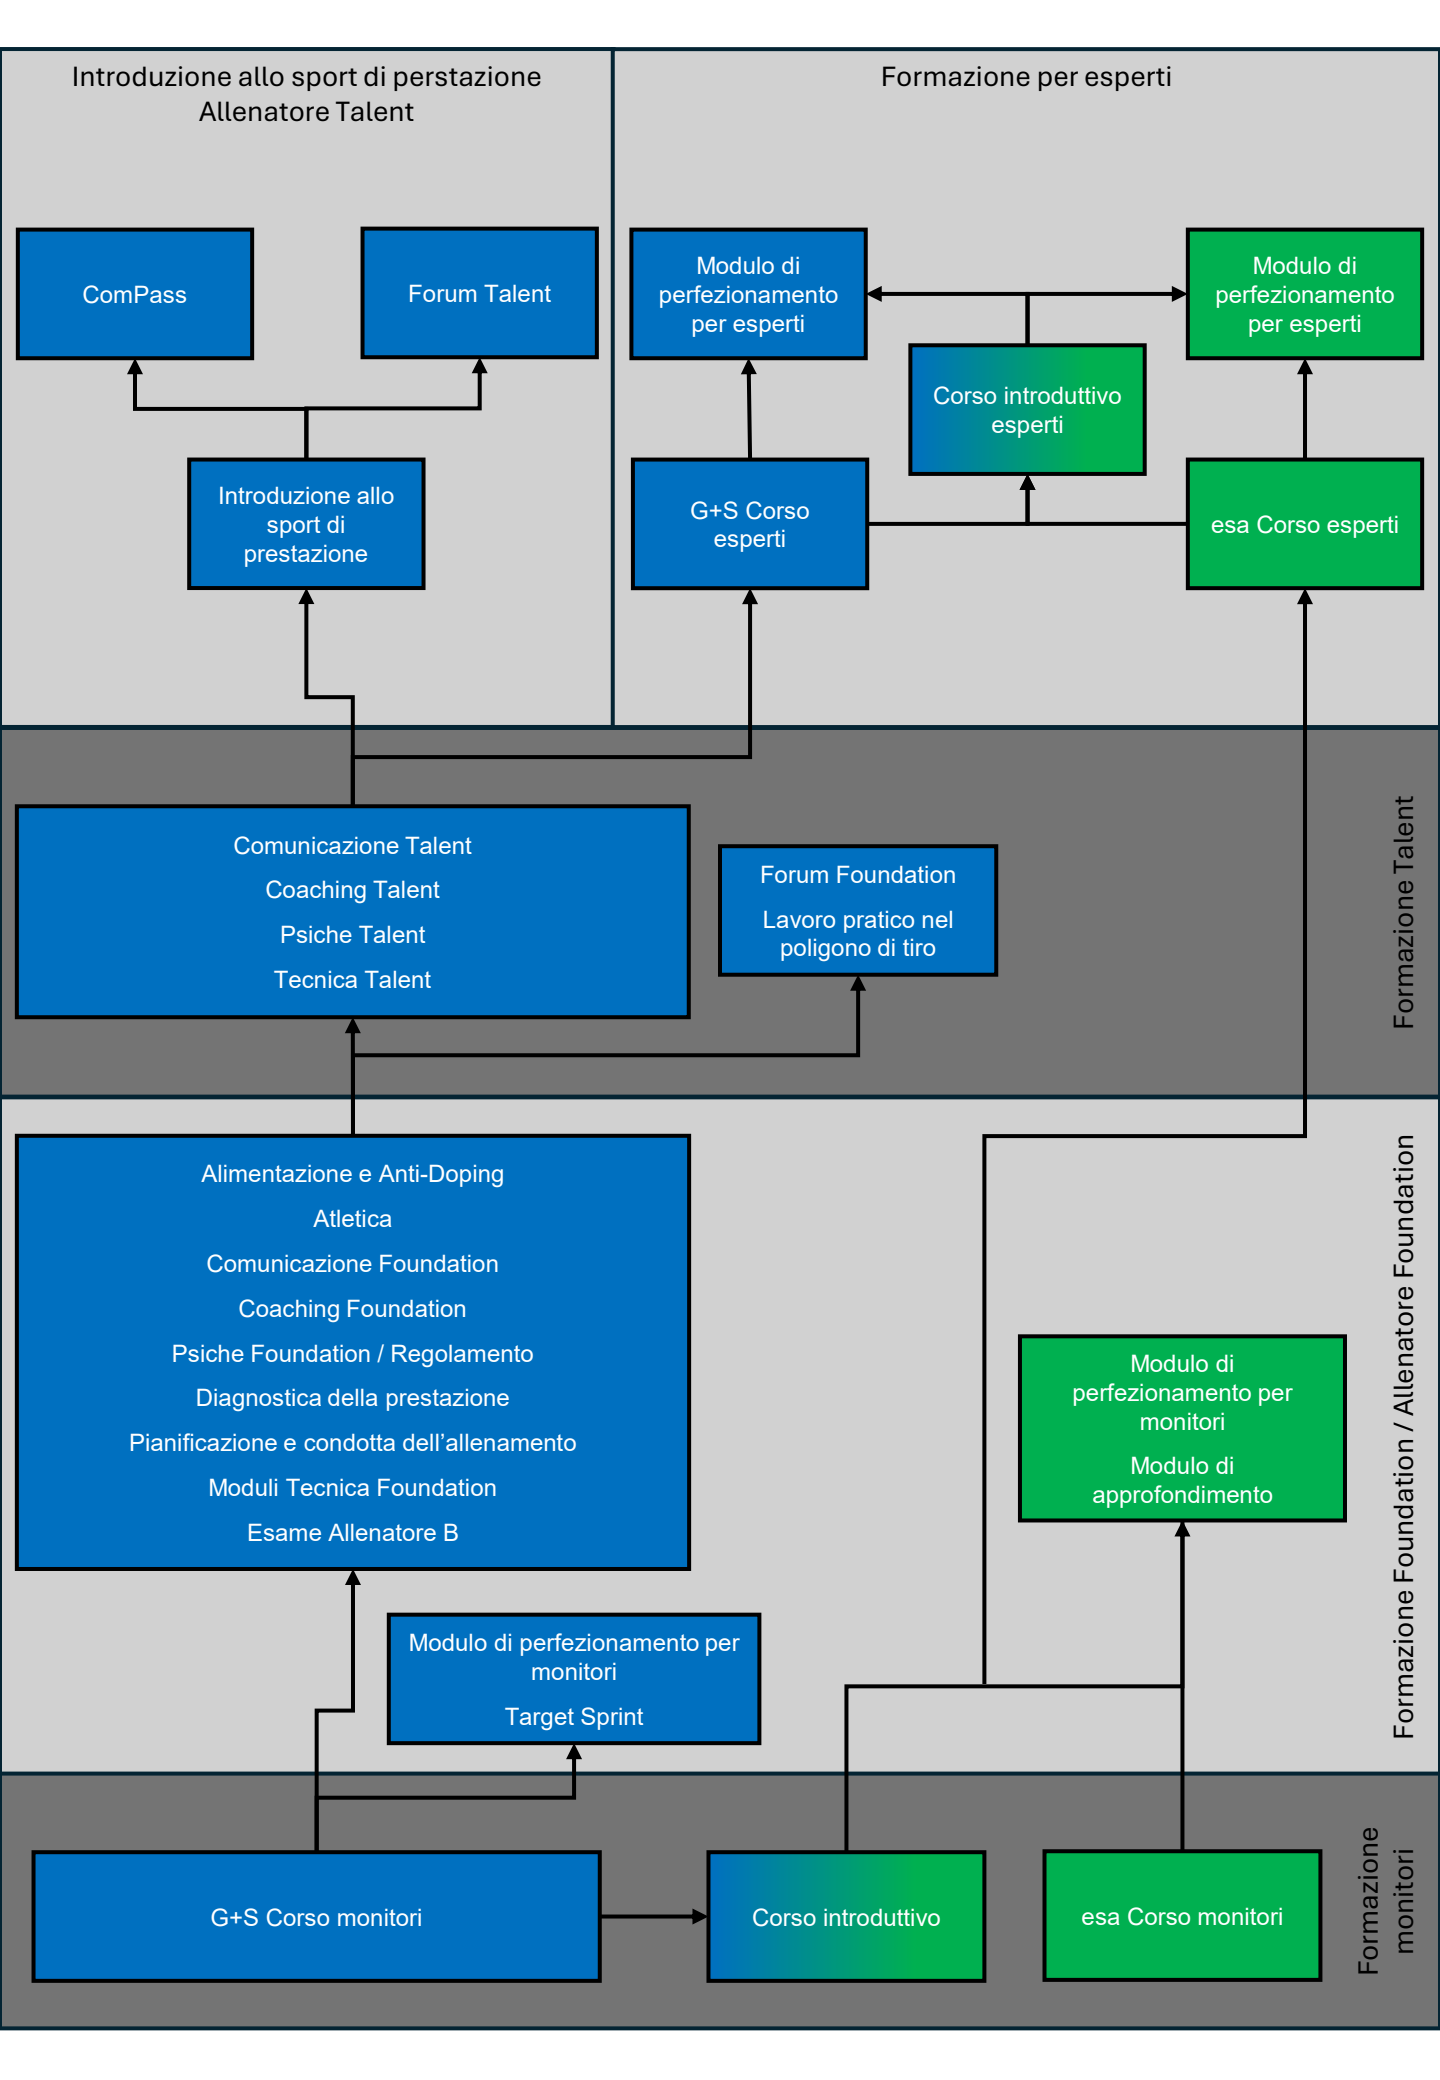 Introduzione allo sport di perstazione
Allenatore Talent
Formazione per esperti
ComPass
Forum Talent
Modulo di
perfezionamento
per esperti
Modulo di
perfezionamento
per esperti
Corso introduttivo
esperti
Introduzione allo
sport di
prestazione
G+S Corso
esperti
esa Corso esperti
Formazione Talent
Comunicazione Talent
Coaching Talent
Psiche Talent
Tecnica Talent
Forum Foundation
Lavoro pratico nel
poligono di tiro
Formazione Foundation / Allenatore Foundation
Alimentazione e Anti-Doping
Atletica
Comunicazione Foundation
Coaching Foundation
Psiche Foundation / Regolamento
Diagnostica della prestazione
Pianificazione e condotta dell’allenamento
Moduli Tecnica Foundation
Esame Allenatore B
Modulo di
perfezionamento per
monitori
Modulo di
approfondimento
Modulo di perfezionamento per
monitori
Target Sprint
Formazione
monitori
G+S Corso monitori
Corso introduttivo
esa Corso monitori